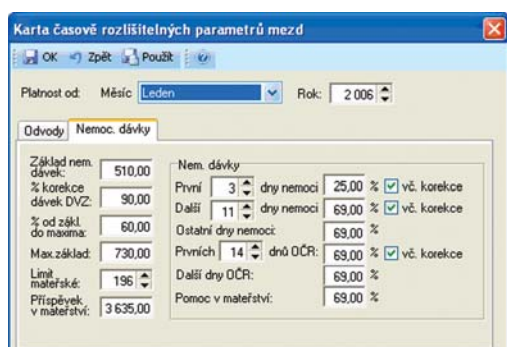 Karta časově rozlišitelných parametrů mezd
OK Zpět Použít
Platnost od: Měsíc Leden Rok: 2 006
Odvody Nemoc. dávky
Základ nem. dávek: 510,00
% korekce dávek DVZ: 90,00
% od zákl. do maxima: 60,00
Max.základ: 730,00
Limit mateřské: 196
Příspěvek v mateřství: 3 635,00
Nem. dávky
První 3 dny nemoci 25,00 % vč. korekce
Další 11 dny nemoci 69,00 % vč. korekce
Ostatní dny nemoci: 69,00 %
Prvních 14 dnů OČR: 69,00 % vč. korekce
Další dny OČR: 69,00 %
Pomoc v mateřství: 69,00 %